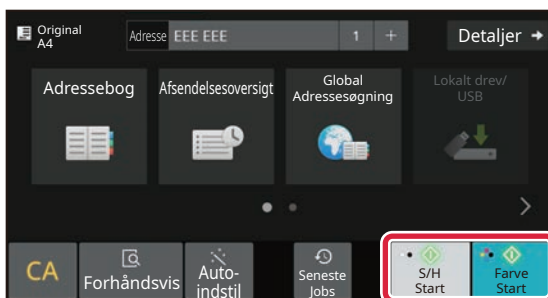 Original
A4
Adresse EEE EEE 1 +
Detaljer
Adressebog
Afsendelsesoversigt
Global
Adressesøgning
Lokalt drev/
USB
CA
Forhåndsvis
Auto-
indstil
Seneste
Jobs
S/H
Start
Farve
Start